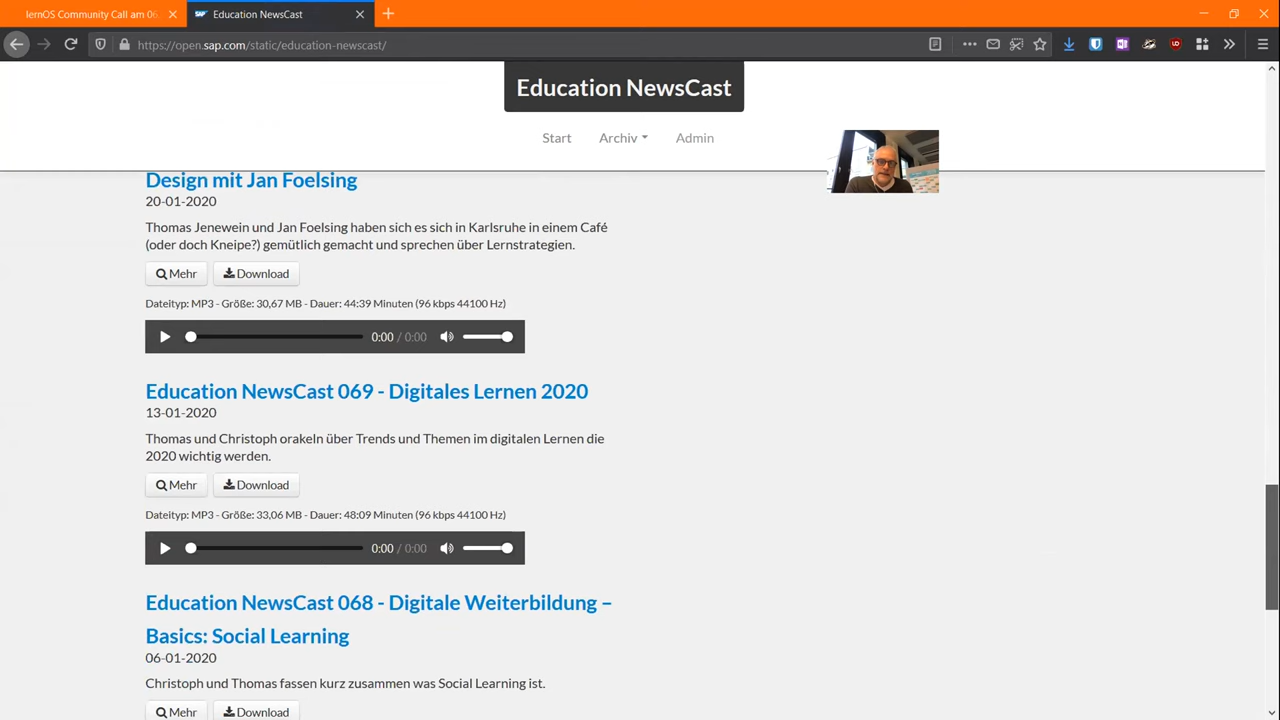 lernOS Community Call am 06
Education NewsCast
https://open.sap.com/static/education-newscast/
Education NewsCast
Start Archiv Admin
Design mit Jan Foelsing
20-01-2020
Thomas Jenewein und Jan Foelsing haben sich es sich in Karlsruhe in einem Café
(oder doch Kneipe?) gemütlich gemacht und sprechen über Lernstrategien.
Mehr Download
Dateityp: MP3 - Größe: 30,67 MB - Dauer: 44:39 Minuten (96 kbps 44100 Hz)
0:00 / 0:00
Education NewsCast 069 - Digitales Lernen 2020
13-01-2020
Thomas und Christoph orakeln über Trends und Themen im digitalen Lernen die
2020 wichtig werden.
Mehr Download
Dateityp: MP3 - Größe: 33,06 MB - Dauer: 48:09 Minuten (96 kbps 44100 Hz)
0:00 / 0:00
Education NewsCast 068 - Digitale Weiterbildung –
Basics: Social Learning
06-01-2020
Christoph und Thomas fassen kurz zusammen was Social Learning ist.
Mehr Download